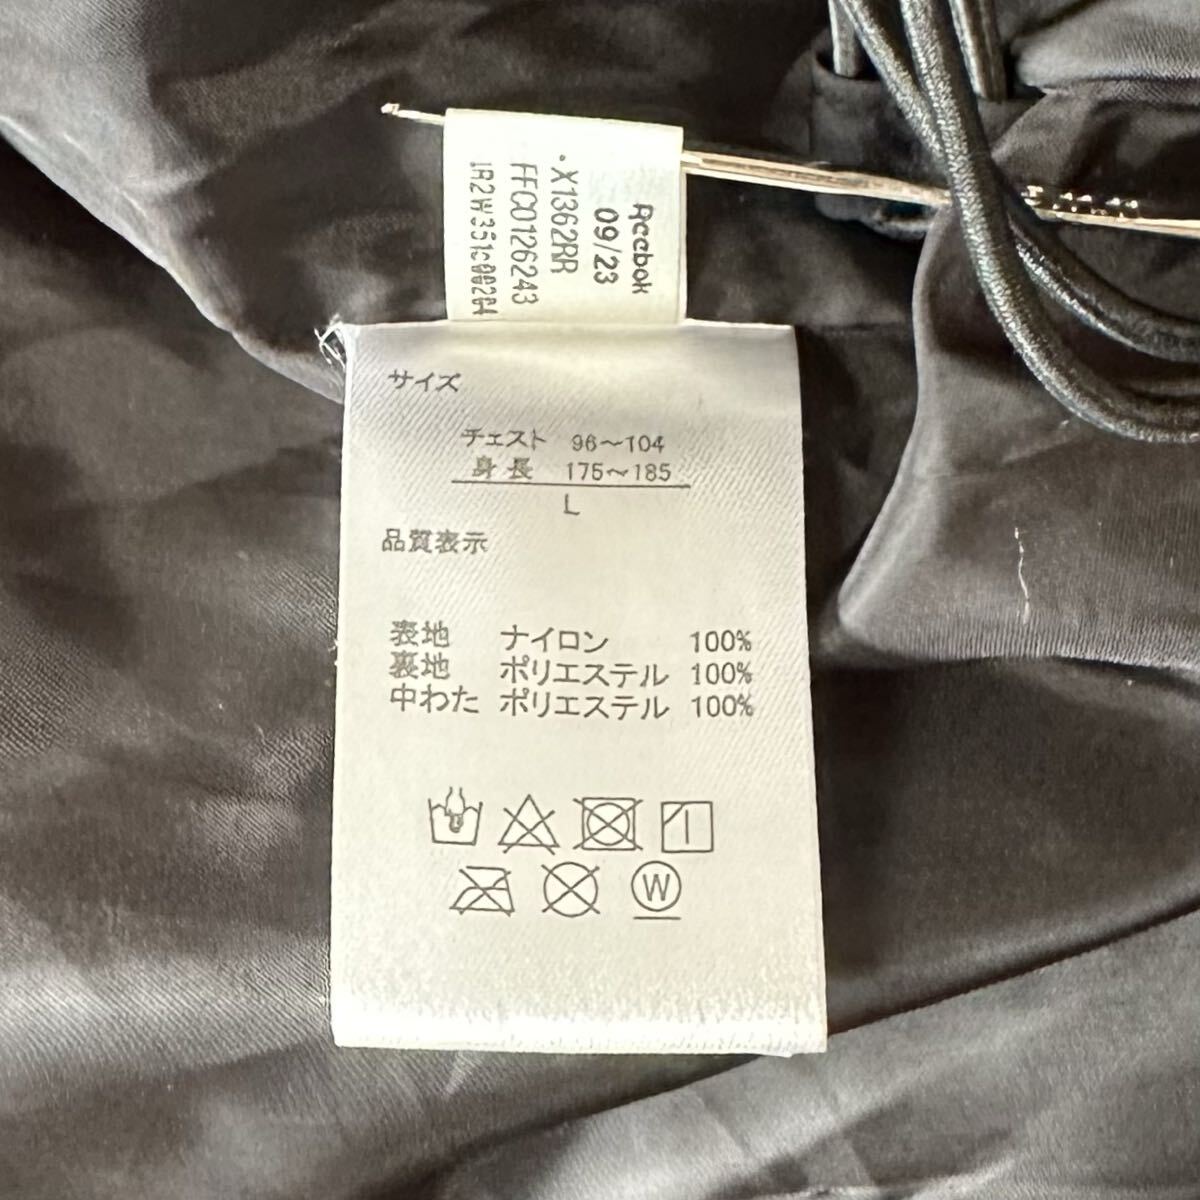 Reebok
09/23
·X1362RR
FFC0126243
サイズ
チェスト 96～104
身長 175～185
L
品質表示
表地 ナイロン 100%
裏地 ポリエステル 100%
中わた ポリエステル 100%
W